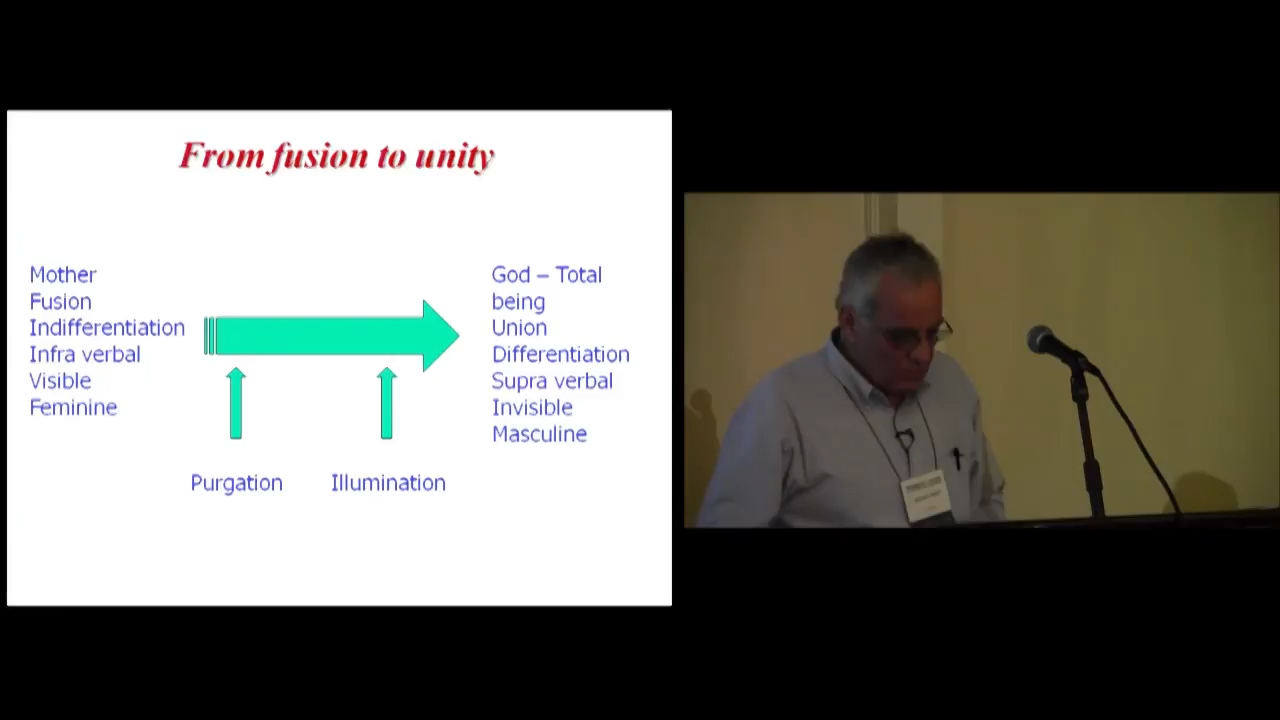 From fusion to unity
Mother
Fusion
Indifferentiation
Infra verbal
Visible
Feminine
God – Total
being
Union
Differentiation
Supra verbal
Invisible
Masculine
Purgation
Illumination